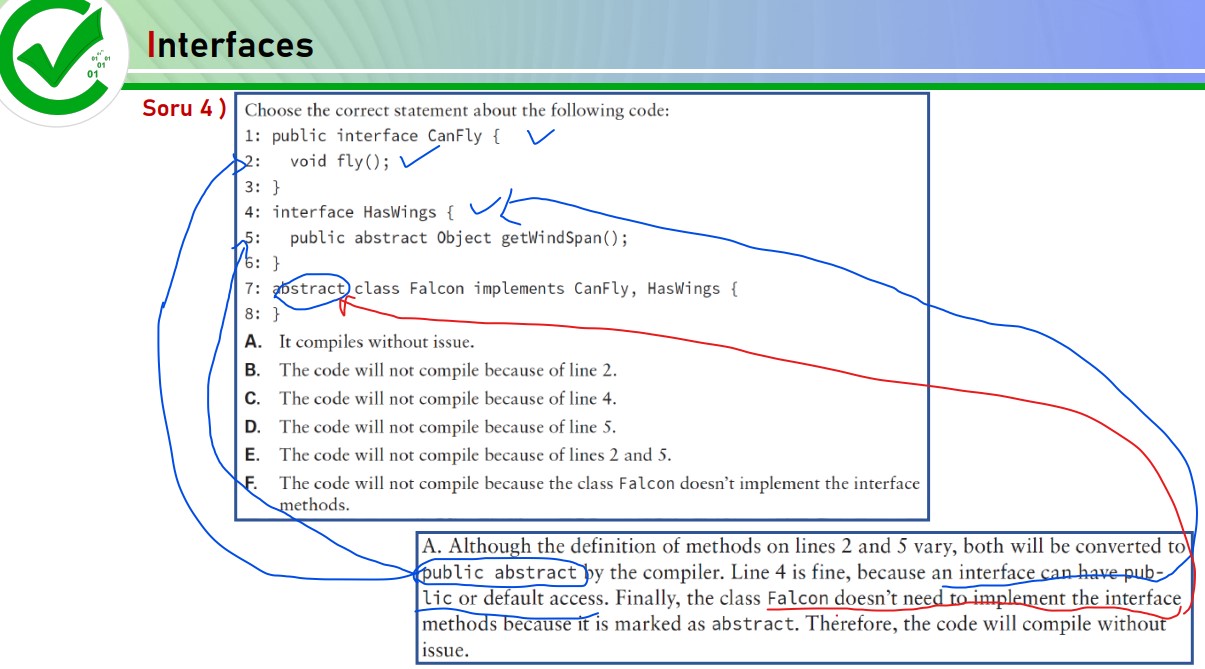 Interfaces
01 01
01
01
Soru 4 )
Choose the correct statement about the following code:
1: public interface CanFly {
2:   void fly();
3: }
4: interface HasWings {
5:   public abstract Object getWindSpan();
6: }
7: abstract class Falcon implements CanFly, HasWings {
8: }
A. It compiles without issue.
B. The code will not compile because of line 2.
C. The code will not compile because of line 4.
D. The code will not compile because of line 5.
E. The code will not compile because of lines 2 and 5.
F. The code will not compile because the class Falcon doesn't implement the interface
methods.
A. Although the definition of methods on lines 2 and 5 vary, both will be converted to
public abstract by the compiler. Line 4 is fine, because an interface can have pub-
lic or default access. Finally, the class Falcon doesn't need to implement the interface
methods because it is marked as abstract. Therefore, the code will compile without
issue.